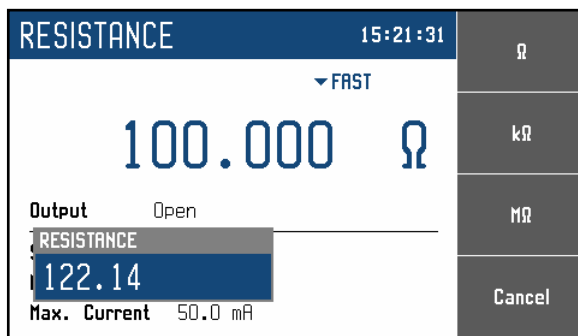 RESISTANCE 15:21:31
▾FAST
100.000 Ω
Output Open
RESISTANCE
122.14
Max. Current 50.0 mA
Ω
kΩ
MΩ
Cancel